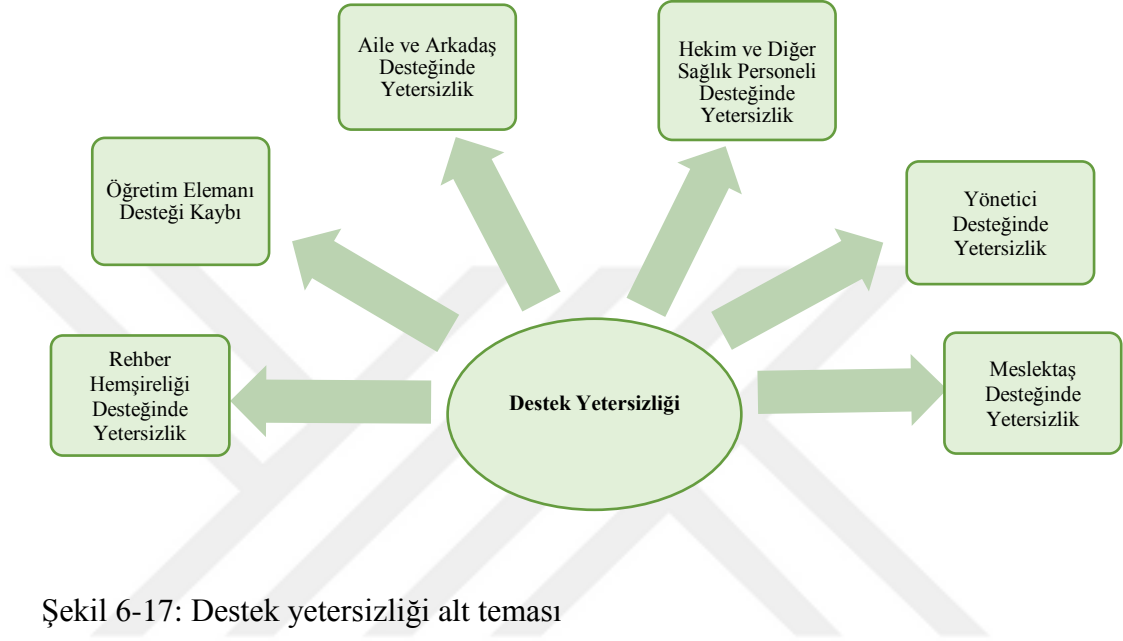 Aile ve Arkadaş
Desteğinde
Yetersizlik
Hekim ve Diğer
Sağlık Personeli
Desteğinde
Yetersizlik
Öğretim Elemanı
Desteği Kaybı
Yönetici
Desteğinde
Yetersizlik
Rehber
Hemşireliği
Desteğinde
Yetersizlik
Destek Yetersizliği
Meslektaş
Desteğinde
Yetersizlik
Şekil 6-17: Destek yetersizliği alt teması